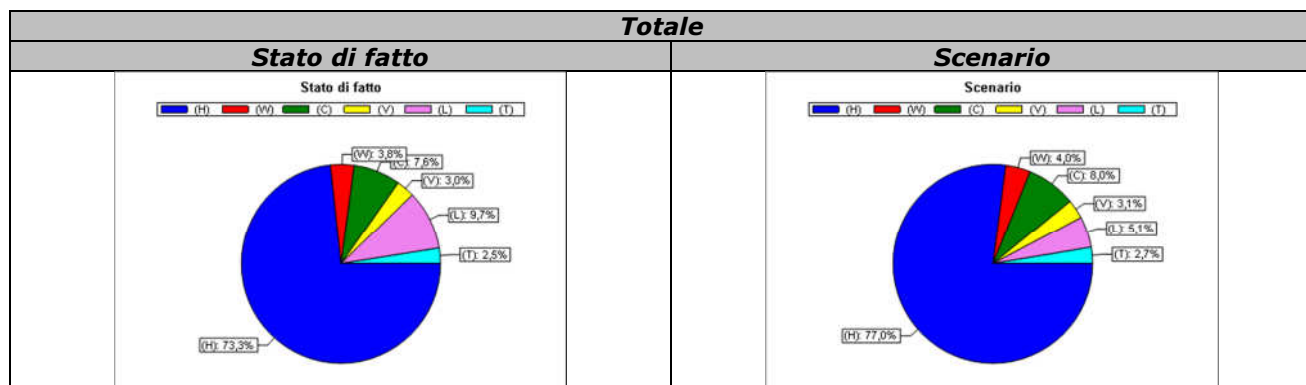 Totale
Stato di fatto
Scenario
Stato di fatto
(H) (W) (C) (V) (L) (T)
(W): 3,8%
(C): 7,6%
(V): 3,0%
(L): 9,7%
(T): 2,5%
(H): 73,3%
Scenario
(H) (W) (C) (V) (L) (T)
(W): 4,0%
(C): 8,0%
(V): 3,1%
(L): 5,1%
(T): 2,7%
(H): 77,0%